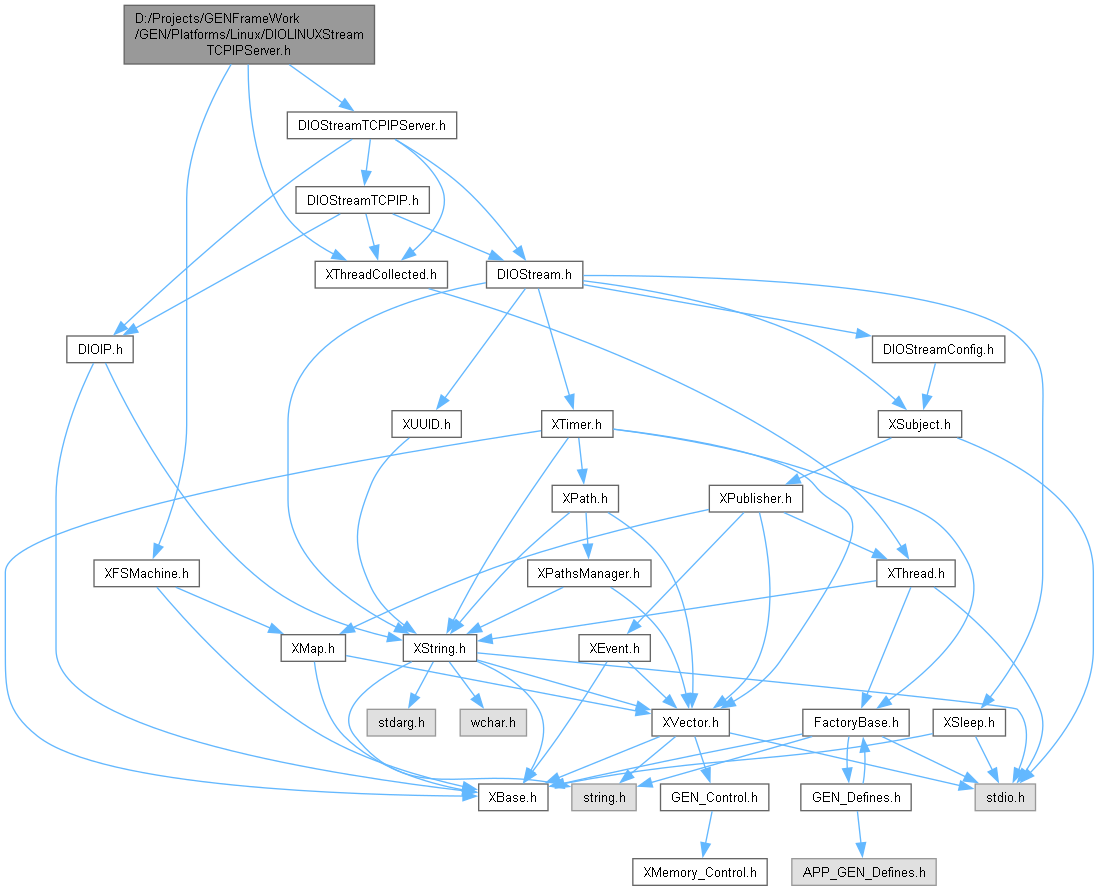 D:/Projects/GENFrameWork
/GEN/Platforms/Linux/DIOLINUXStream
TCPIPServer.h
DIOStreamTCPIPServer.h
DIOStreamTCPIP.h
XThreadCollected.h
DIOStream.h
DIOIP.h
DIOStreamConfig.h
XUUID.h
XTimer.h
XSubject.h
XPath.h
XPublisher.h
XFSMachine.h
XPathsManager.h
XThread.h
XMap.h
XString.h
XEvent.h
stdarg.h
wchar.h
XVector.h
FactoryBase.h
XSleep.h
XBase.h
string.h
GEN_Control.h
GEN_Defines.h
stdio.h
XMemory_Control.h
APP_GEN_Defines.h